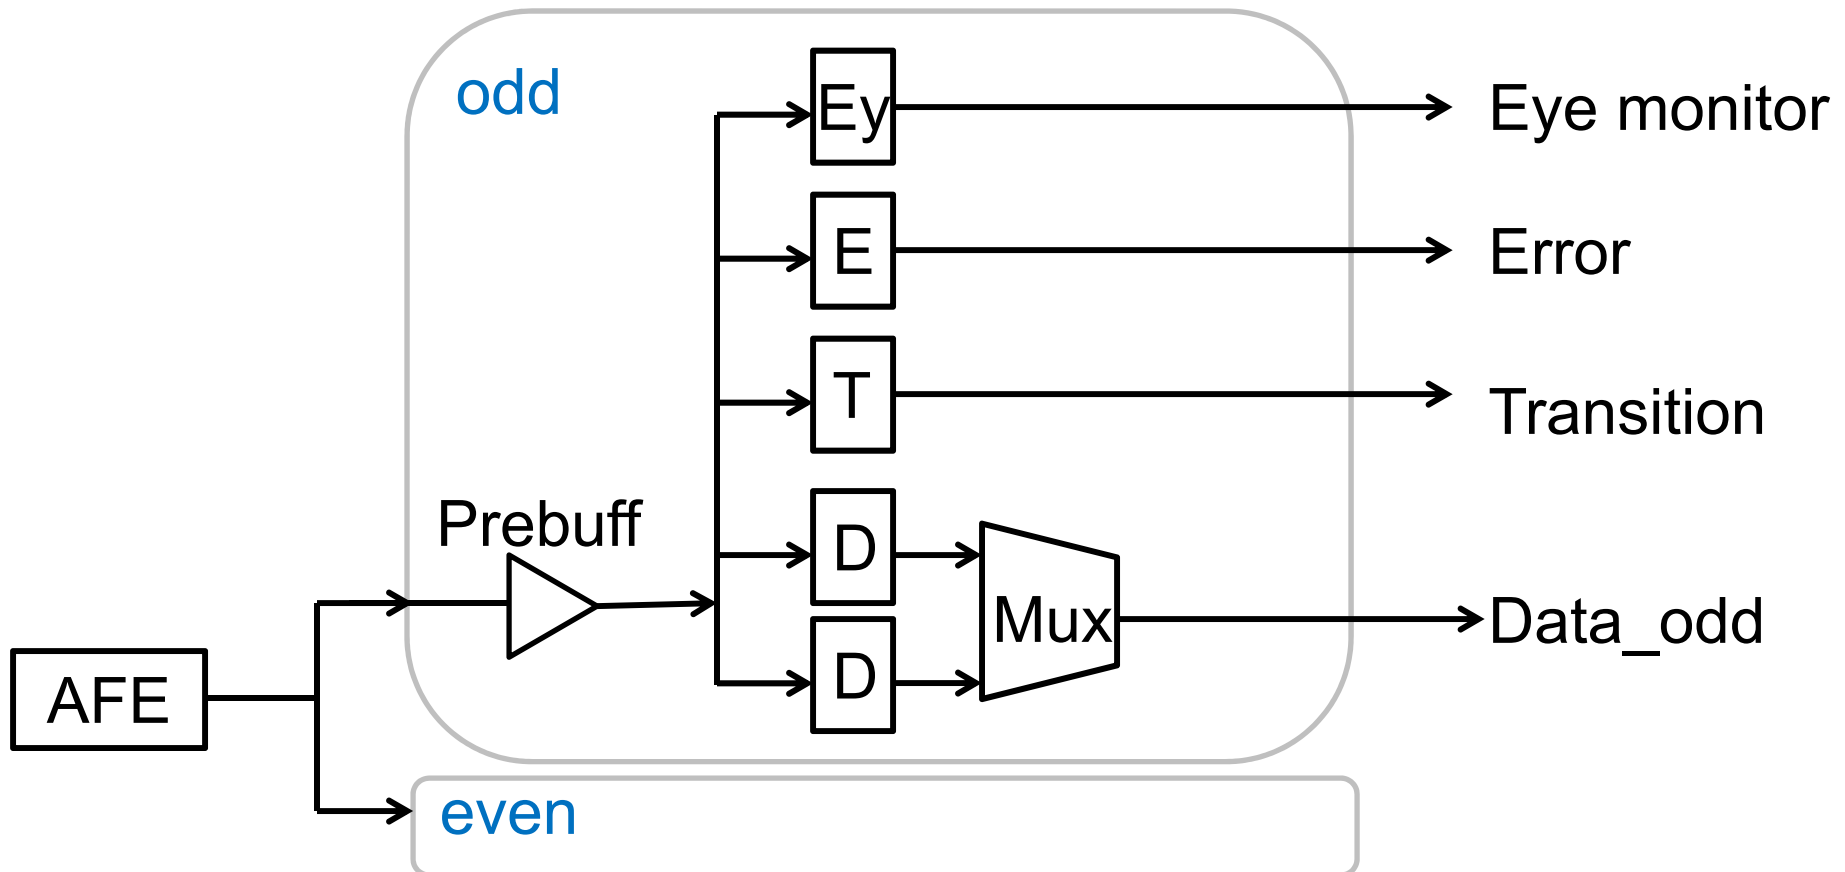 odd
Ey
Eye monitor
E
Error
T
Transition
Prebuff
D
D
Mux
Data_odd
AFE
even